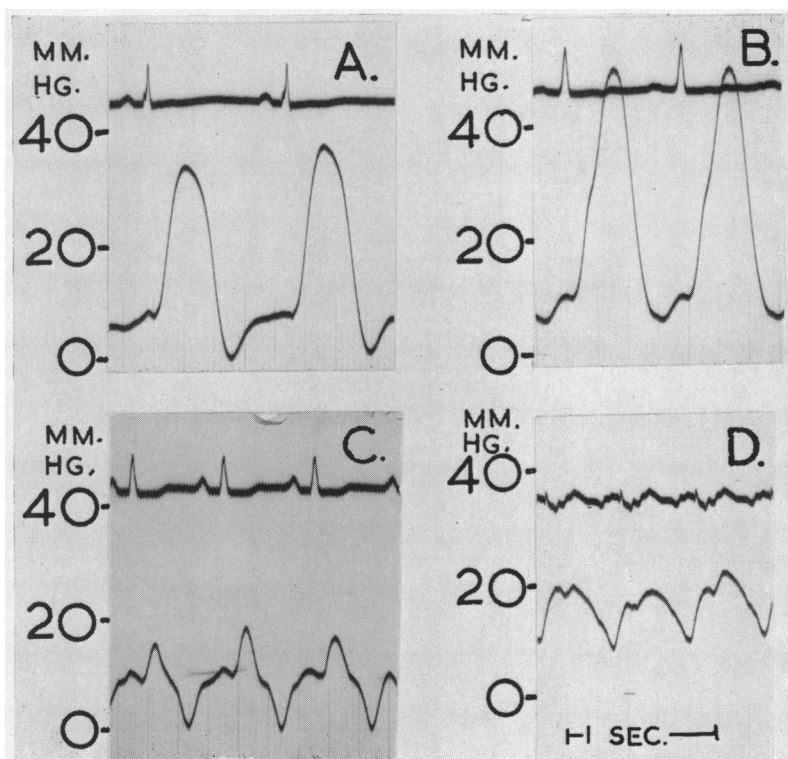 MM.
HG.
A.
40-
20-
0-
MM.
HG.
B.
40-
20-
0-
MM.
HG.
C.
40-
20-
0-
MM.
HG.
D.
40-
20-
0-
1 SEC.